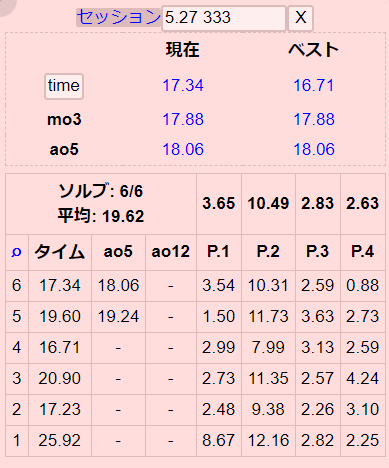 セッション 5.27 333 X
現在 ベスト
time 17.34 16.71
mo3 17.88 17.88
ao5 18.06 18.06
ソルブ: 6/6
平均: 19.62
3.65 10.49 2.83 2.63
タイム ao5 ao12 P.1 P.2 P.3 P.4
6 17.34 18.06 - 3.54 10.31 2.59 0.88
5 19.60 19.24 - 1.50 11.73 3.63 2.73
4 16.71 - - 2.99 7.99 3.13 2.59
3 20.90 - - 2.73 11.35 2.57 4.24
2 17.23 - - 2.48 9.38 2.26 3.10
1 25.92 - - 8.67 12.16 2.82 2.25